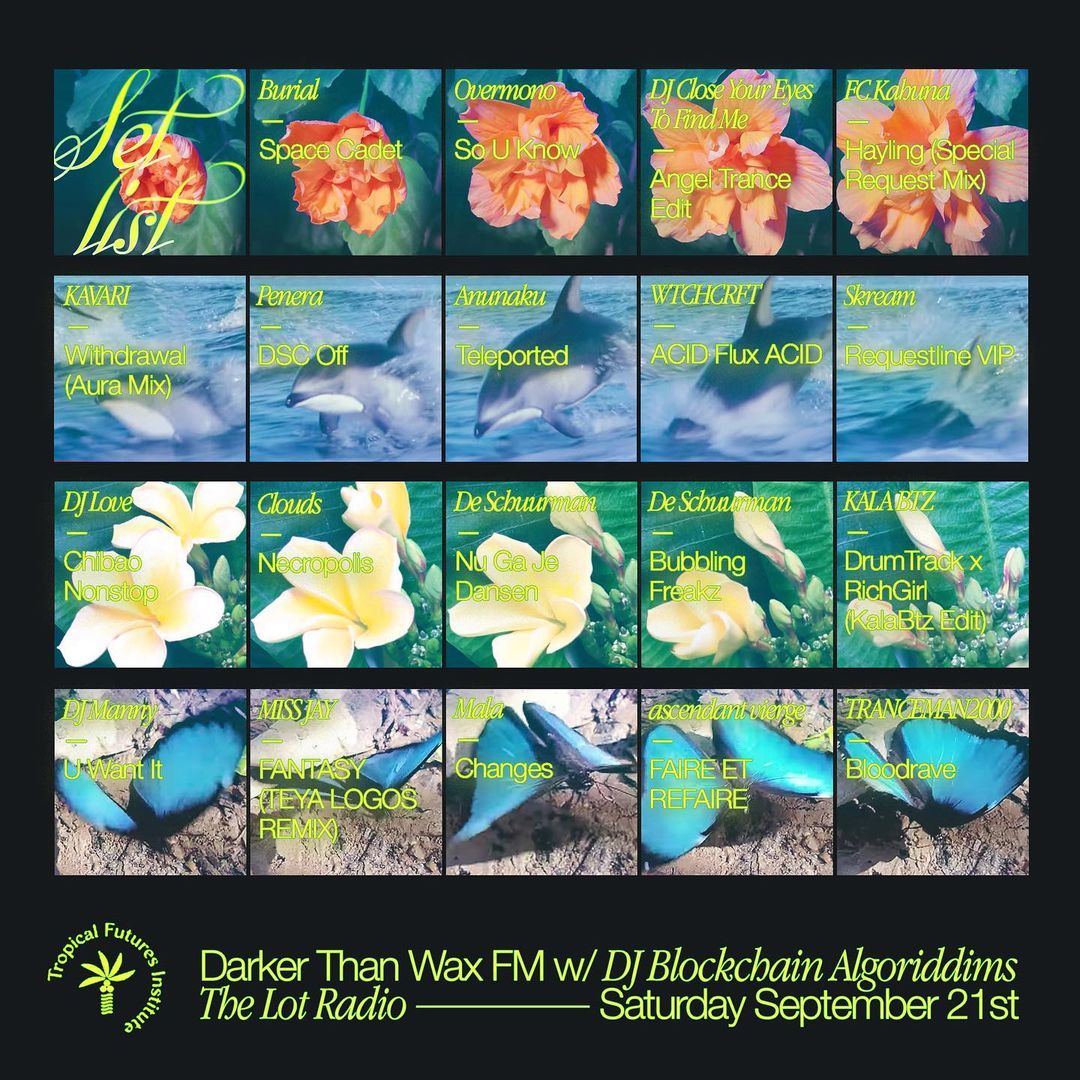 Set
list
Burial
—
Space Cadet
Overmono
—
So U Know
DJ Close Your Eyes
To Find Me
—
Angel Trance
Edit
FC Kahuna
—
Hayling (Special
Request Mix)
KAVARI
—
Withdrawal
(Aura Mix)
Penera
—
DSC Off
Anunaku
—
Teleported
WTCHCRFT
—
ACID Flux ACID
Skream
—
Requestline VIP
DJ Love
—
Chibao
Nonstop
Clouds
—
Necropolis
De Schuurman
—
Nu Ga Je
Dansen
De Schuurman
—
Bubbling
Freakz
KALA BTZ
—
DrumTrack x
RichGirl
(KalaBtz Edit)
DJ Manny
—
U Want It
MISS JAY
—
FANTASY
(TEYA LOGOS
REMIX)
Mala
—
Changes
ascendant vierge
—
FAIRE ET
REFAIRE
TRANCEMAN2000
—
Bloodrave
Tropical Futures Institute
Darker Than Wax FM w/ DJ Blockchain Algoriddims
The Lot Radio — Saturday September 21st